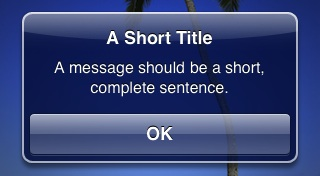 A Short Title
A message should be a short,
complete sentence.
OK